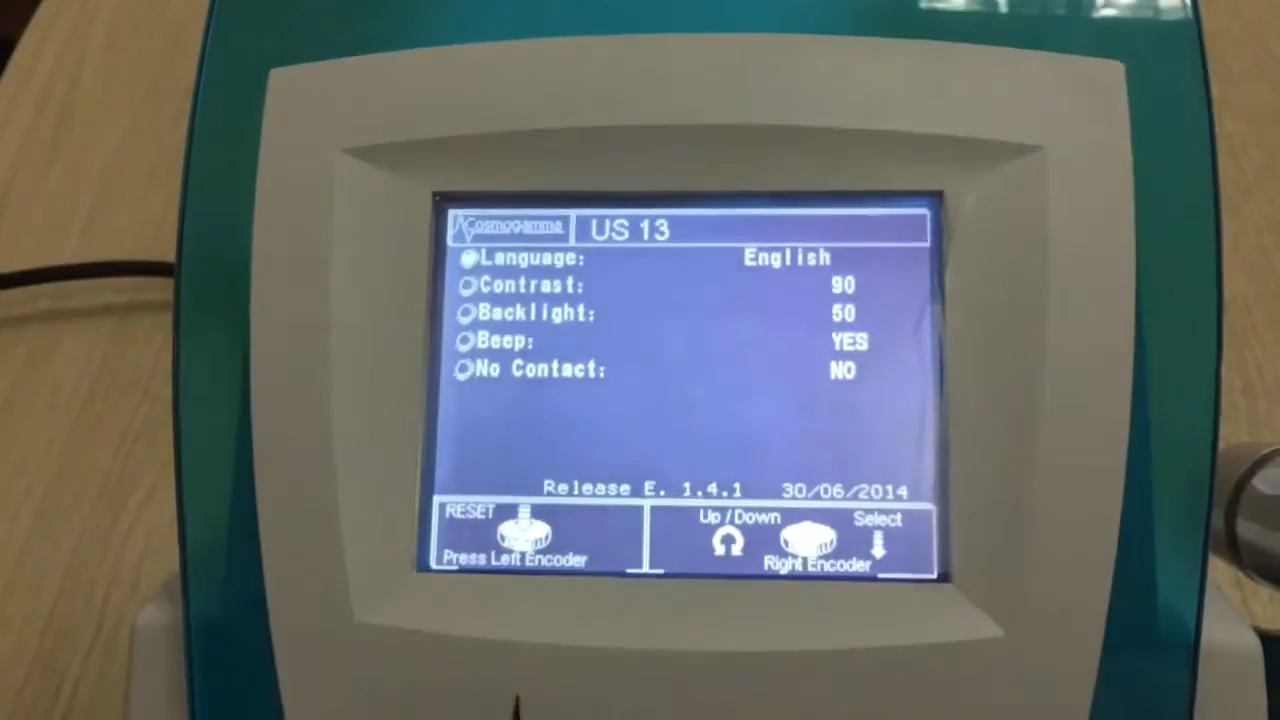 Cosmogamma US 13
Language: English
Contrast: 90
Backlight: 50
Beep: YES
No Contact: NO
Release E. 1.4.1 30/06/2014
RESET
Press Left Encoder
Up/Down Select
Right Encoder